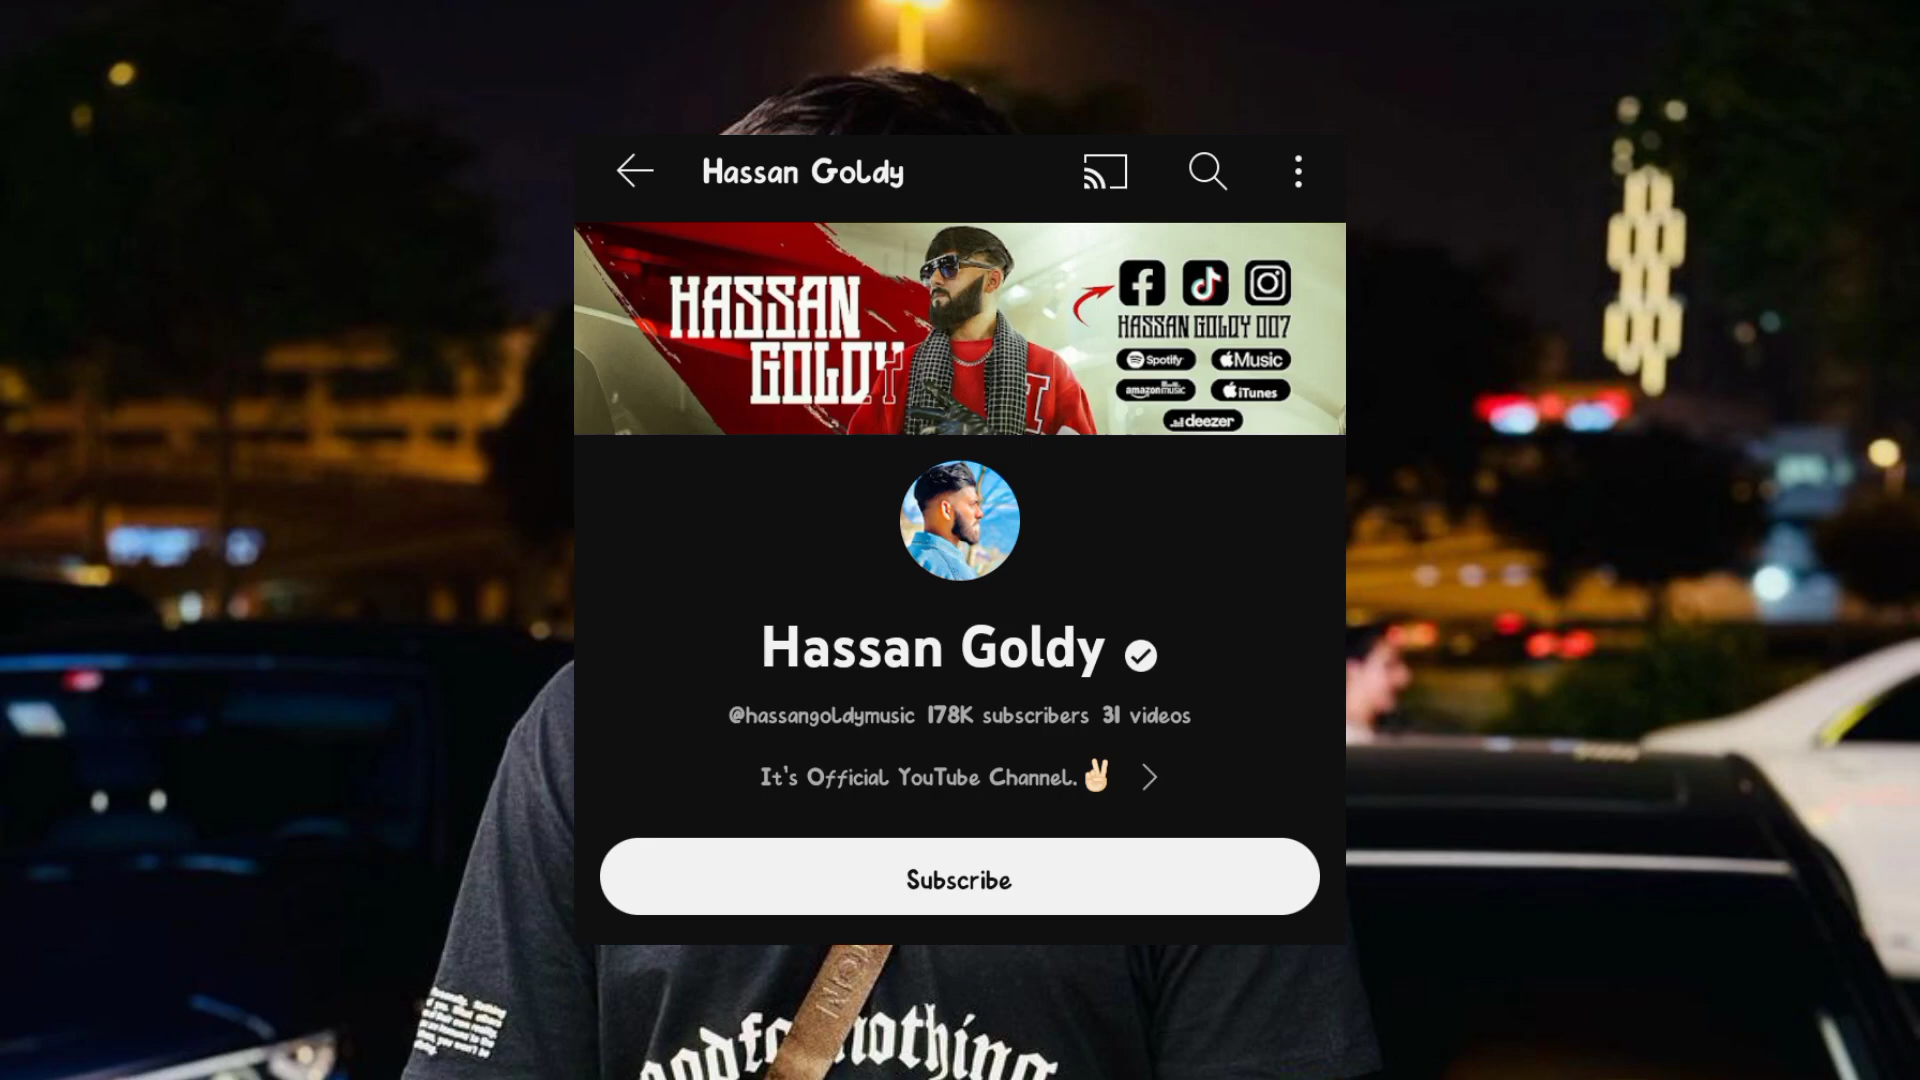 Hassan Goldy
HASSAN
GOLDY
HASSAN GOLDY 007
Spotify
Music
amazon music
iTunes
deezer
Hassan Goldy
@hassangoldymusic 178K subscribers 31 videos
It's Official YouTube Channel.✌🏻
Subscribe
nothing